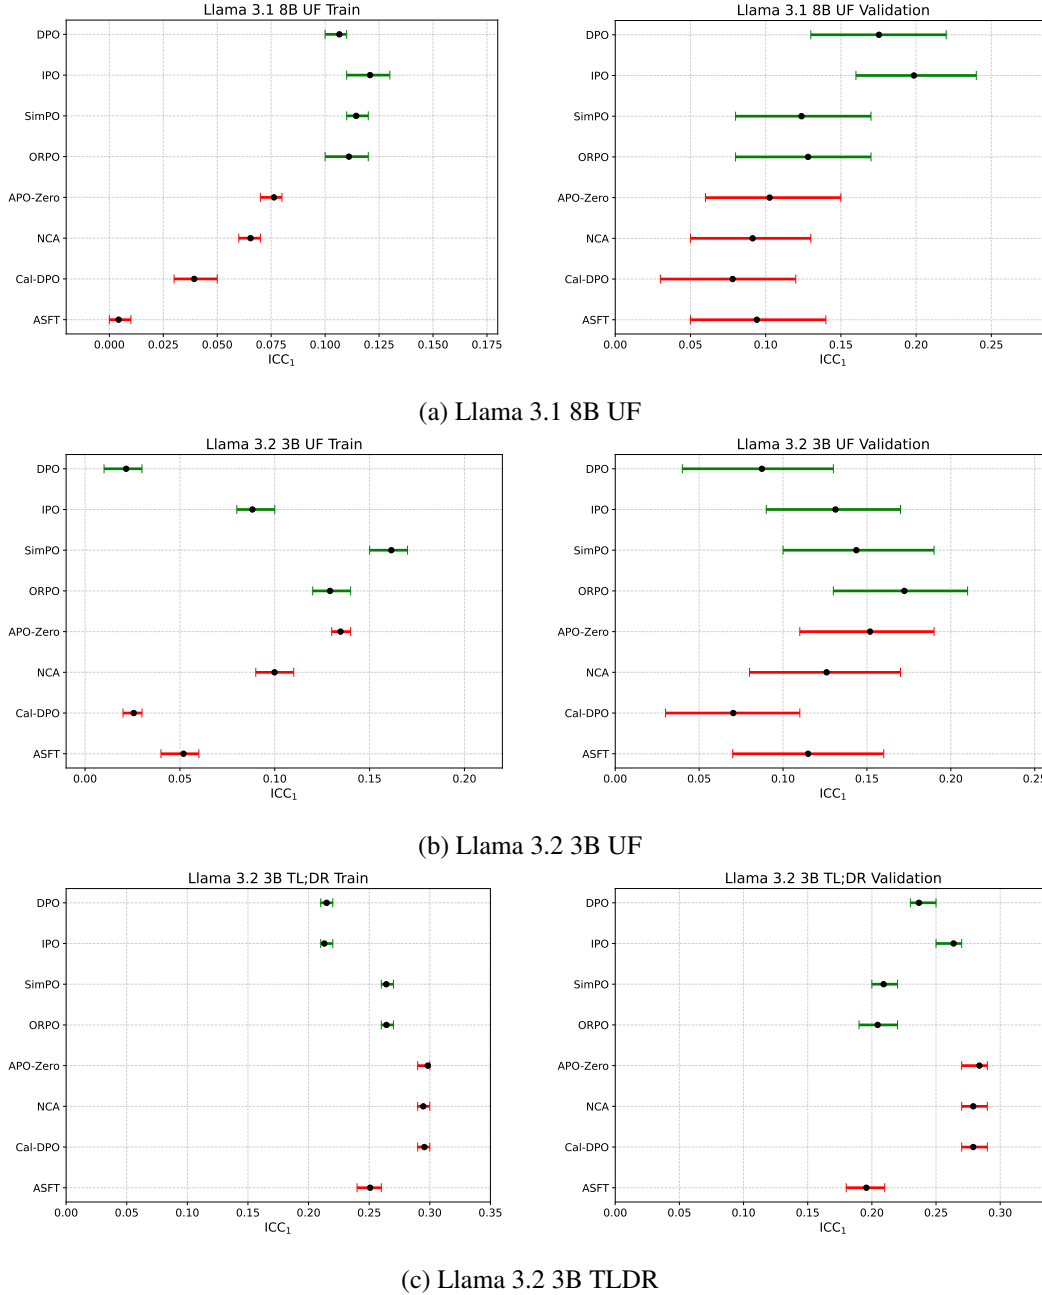 Llama 3.1 8B UF Train
DPO
IPO
SimPO
ORPO
APO-Zero
NCA
Cal-DPO
ASFT
0.000 0.025 0.050 0.075 0.100 0.125 0.150 0.175
ICC₁
Llama 3.1 8B UF Validation
DPO
IPO
SimPO
ORPO
APO-Zero
NCA
Cal-DPO
ASFT
0.00 0.05 0.10 0.15 0.20 0.25
ICC₁
(a) Llama 3.1 8B UF
Llama 3.2 3B UF Train
DPO
IPO
SimPO
ORPO
APO-Zero
NCA
Cal-DPO
ASFT
0.00 0.05 0.10 0.15 0.20
ICC₁
Llama 3.2 3B UF Validation
DPO
IPO
SimPO
ORPO
APO-Zero
NCA
Cal-DPO
ASFT
0.00 0.05 0.10 0.15 0.20 0.25
ICC₁
(b) Llama 3.2 3B UF
Llama 3.2 3B TL;DR Train
DPO
IPO
SimPO
ORPO
APO-Zero
NCA
Cal-DPO
ASFT
0.00 0.05 0.10 0.15 0.20 0.25 0.30 0.35
ICC₁
Llama 3.2 3B TL;DR Validation
DPO
IPO
SimPO
ORPO
APO-Zero
NCA
Cal-DPO
ASFT
0.00 0.05 0.10 0.15 0.20 0.25 0.30
ICC₁
(c) Llama 3.2 3B TLDR